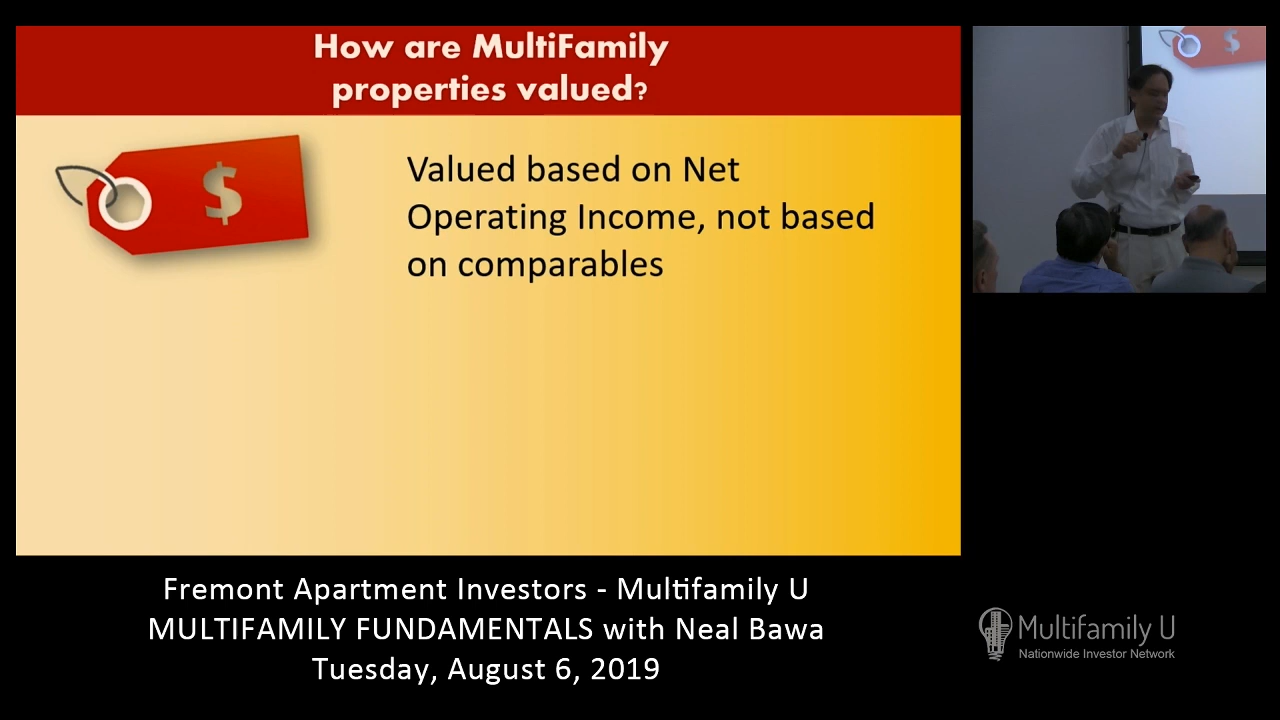 How are MultiFamily
properties valued?
$
Valued based on Net
Operating Income, not based
on comparables
$
Fremont Apartment Investors - Multifamily U
MULTIFAMILY FUNDAMENTALS with Neal Bawa
Tuesday, August 6, 2019
Multifamily U
Nationwide Investor Network